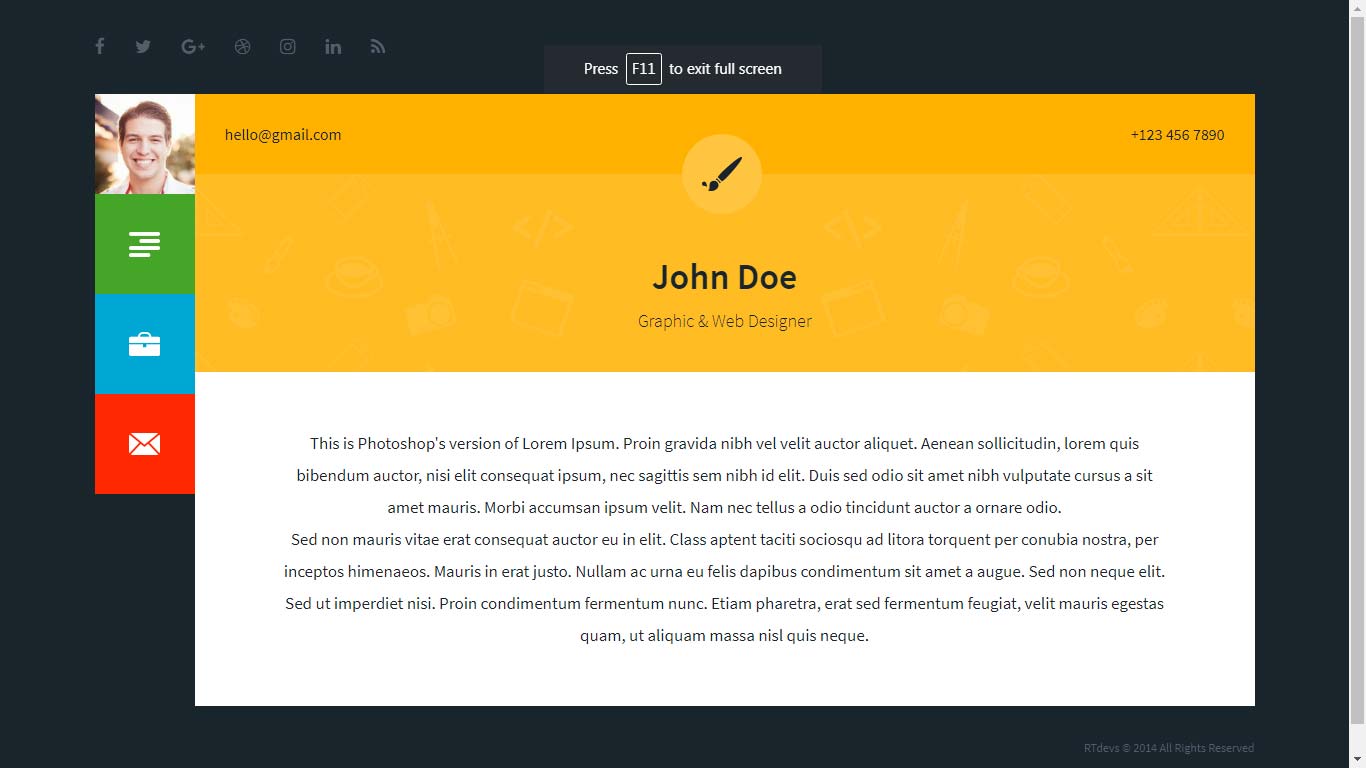 Press F11 to exit full screen
hello@gmail.com
+123 456 7890
John Doe
Graphic & Web Designer
This is Photoshop's version of Lorem Ipsum. Proin gravida nibh vel velit auctor aliquet. Aenean sollicitudin, lorem quis
bibendum auctor, nisi elit consequat ipsum, nec sagittis sem nibh id elit. Duis sed odio sit amet nibh vulputate cursus a sit
amet mauris. Morbi accumsan ipsum velit. Nam nec tellus a odio tincidunt auctor a ornare odio.
Sed non mauris vitae erat consequat auctor eu in elit. Class aptent taciti sociosqu ad litora torquent per conubia nostra, per
inceptos himenaeos. Mauris in erat justo. Nullam ac urna eu felis dapibus condimentum sit amet a augue. Sed non neque elit.
Sed ut imperdiet nisi. Proin condimentum fermentum nunc. Etiam pharetra, erat sed fermentum feugiat, velit mauris egestas
quam, ut aliquam massa nisl quis neque.
RTdevs © 2014 All Rights Reserved